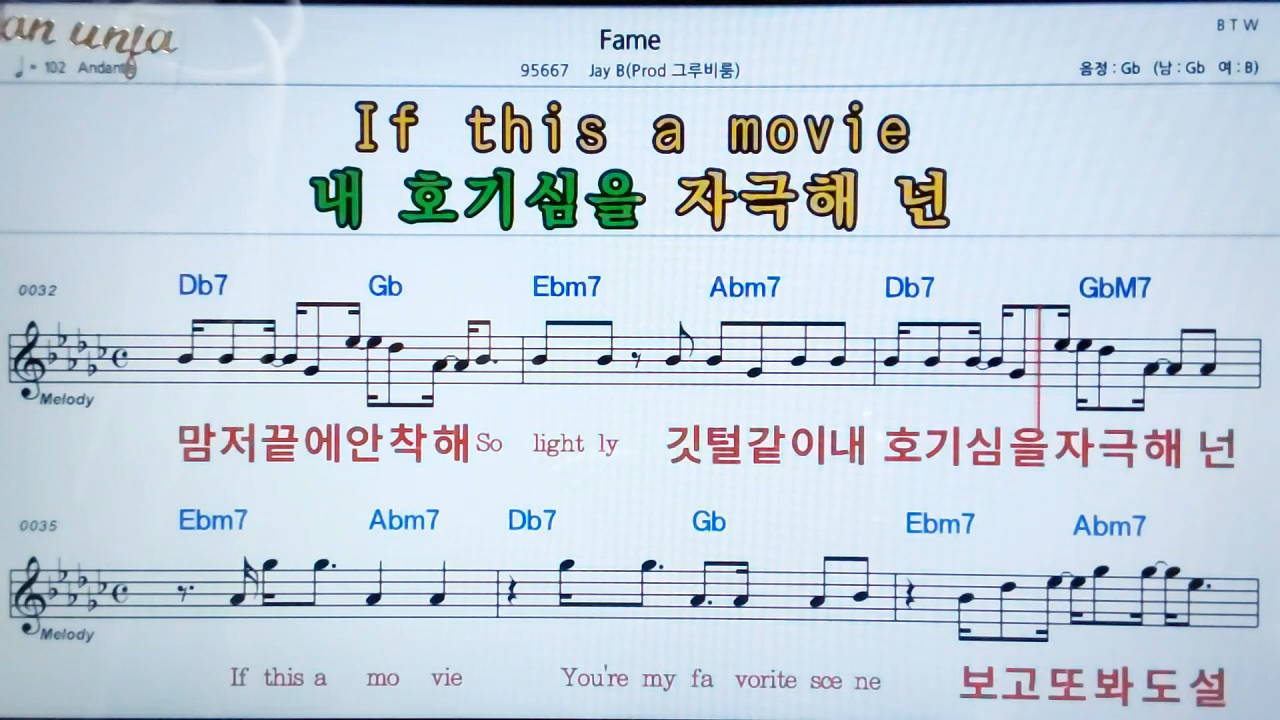 an unja
B T W
Fame
♩= 102 Andante
95667 Jay B(Prod 그루비룸)
음정 : Gb (남 : Gb 여 : B)
If this a movie
내 호기심을 자극해 넌
0032 Db7 Gb Ebm7 Abm7 Db7 GbM7
Melody
맘저끝에안착해So light ly 깃털같이내 호기심을자극해 넌
0035 Ebm7 Abm7 Db7 Gb Ebm7 Abm7
Melody
If this a mo vie You're my fa vorite sce ne 보고또봐도설